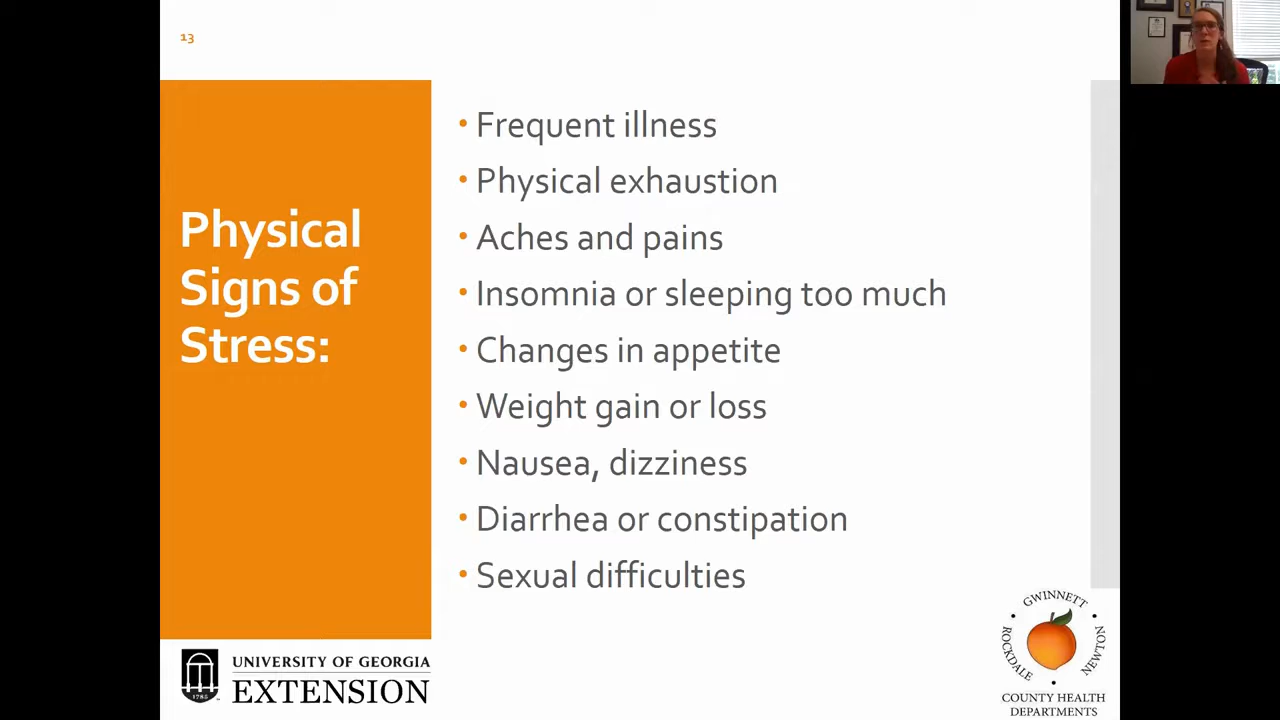 13
Physical
Signs of
Stress:
• Frequent illness
• Physical exhaustion
• Aches and pains
• Insomnia or sleeping too much
• Changes in appetite
• Weight gain or loss
• Nausea, dizziness
• Diarrhea or constipation
• Sexual difficulties
1785
UNIVERSITY OF GEORGIA
EXTENSION
GWINNETT
ROCKDALE
NEWTON
COUNTY HEALTH
DEPARTMENTS